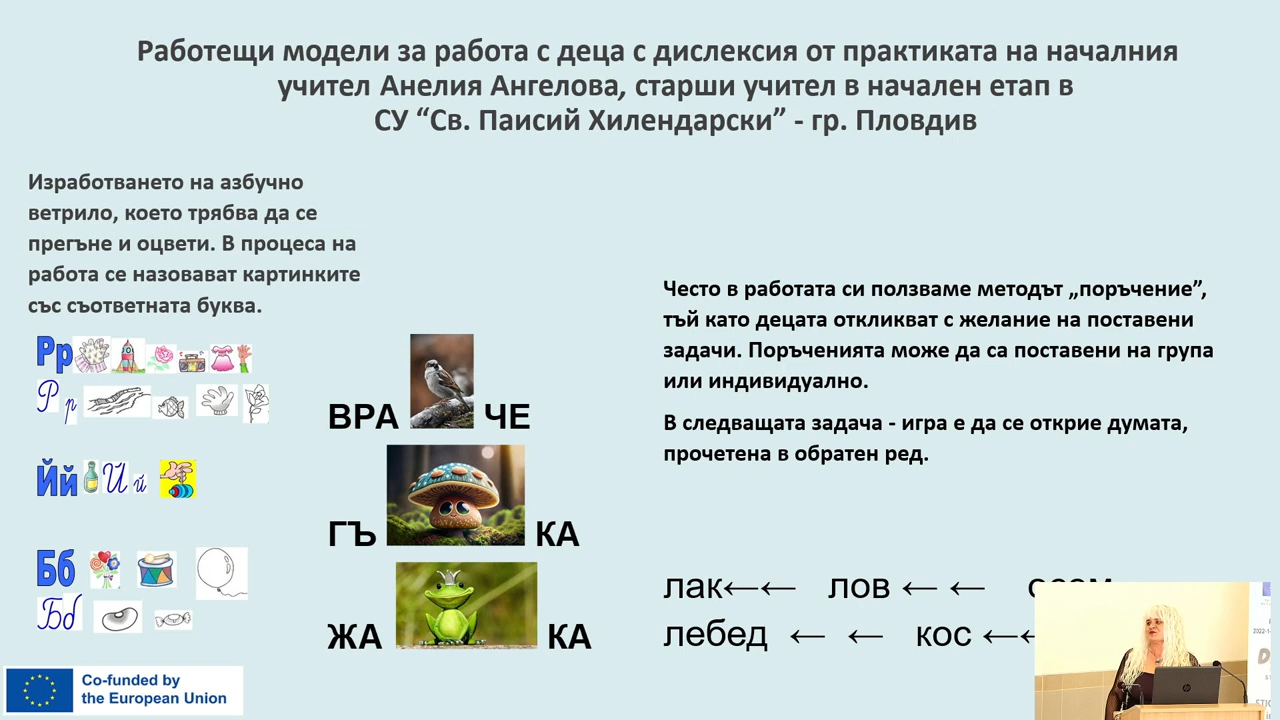 Работещи модели за работа с деца с дислексия от практиката на началния
учител Анелия Ангелова, старши учител в начален етап в
СУ “Св. Паисий Хилендарски” - гр. Пловдив
Изработването на азбучно
ветрило, което трябва да се
прегъне и оцвети. В процеса на
работа се назовават картинките
със съответната буква.
Рр
Р р
Йй
Й й
Бб
Бб
ВРА ЧЕ
ГЪ КА
ЖА КА
Често в работата си ползваме методът „поръчение”,
тъй като децата откликват с желание на поставени
задачи. Поръченията може да са поставени на група
или индивидуално.
В следващата задача - игра е да се открие думата,
прочетена в обратен ред.
лак←← лов ← ←
лебед ← ← кос ←
Co-funded by
the European Union